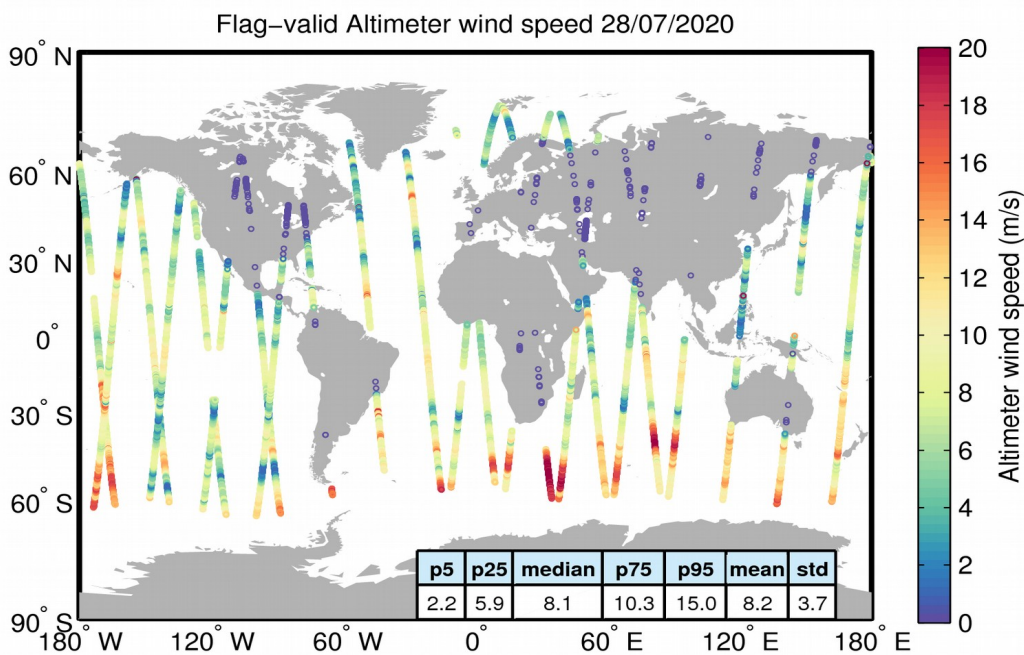 Flag−valid Altimeter wind speed 28/07/2020
90° N
60° N
30° N
0°
30° S
60° S
90° S
180° W
120° W
60° W
0°
60° E
120° E
180° E
p5 p25 median p75 p95 mean std
2.2 5.9 8.1 10.3 15.0 8.2 3.7
20
18
16
14
12
10
8
6
4
2
0
Altimeter wind speed (m/s)